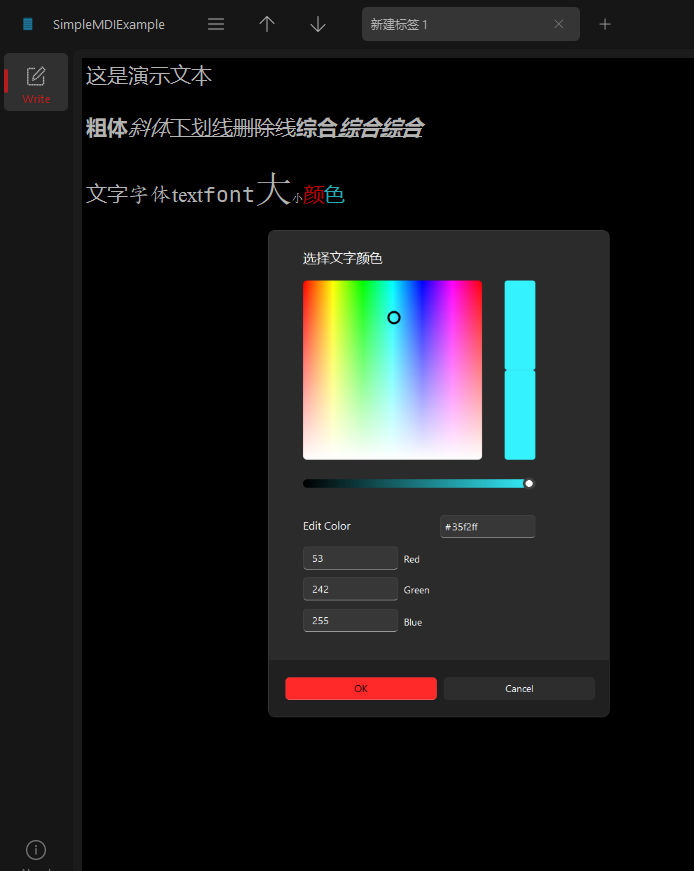 SimpleMDIExample
新建标签 1
Write
这是演示文本
粗体斜体下划线删除线综合综合综合
文字字体textfont大小颜色
选择文字颜色
Edit Color
#35f2ff
53 Red
242 Green
255 Blue
OK Cancel